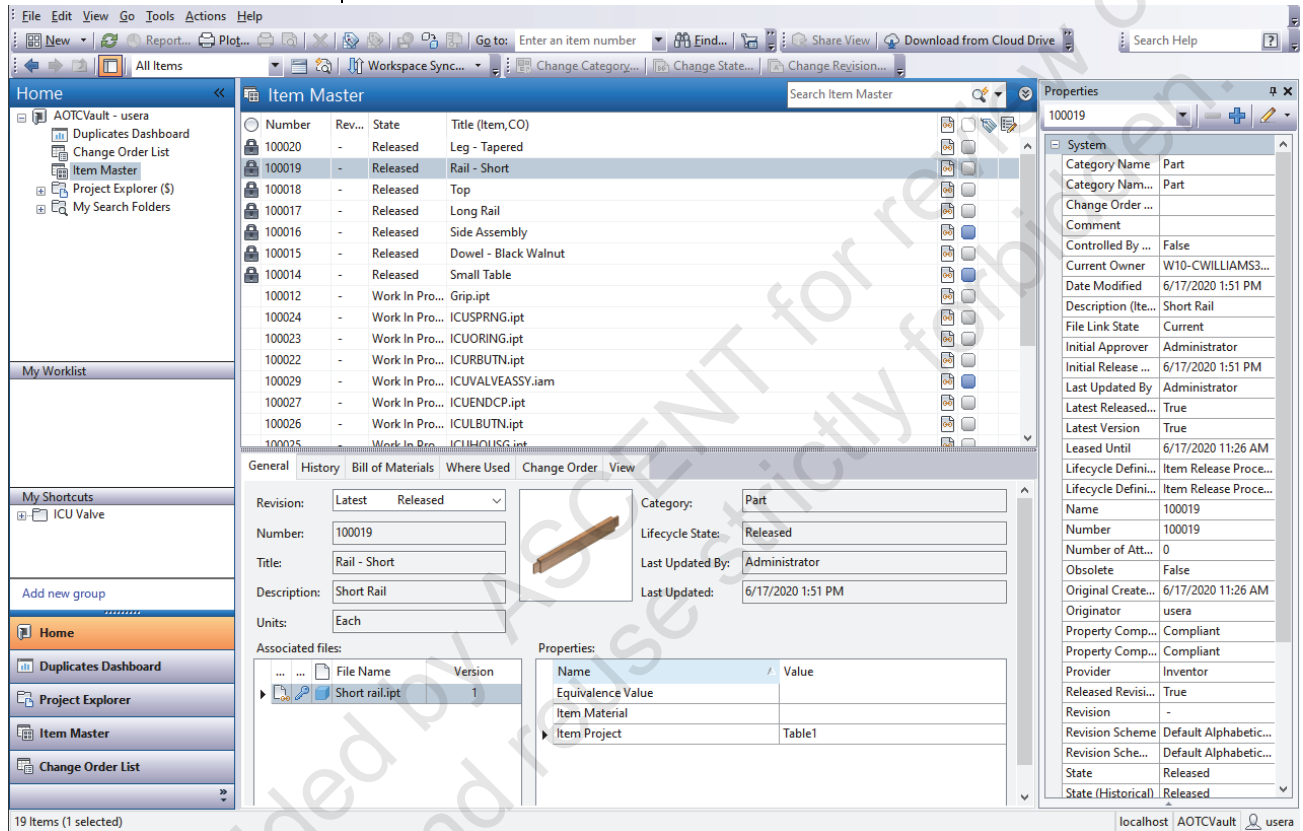 File Edit View Go Tools Actions Help
New Report... Plot... Go to: Enter an item number Find... Share View Download from Cloud Drive Search Help
All Items Workspace Sync... Change Category... Change State... Change Revision...
Home
AOTCVault - usera
Duplicates Dashboard
Change Order List
Item Master
Project Explorer ($)
My Search Folders
My Worklist
My Shortcuts
ICU Valve
Add new group
Home
Duplicates Dashboard
Project Explorer
Item Master
Change Order List
Item Master Search Item Master
Number Rev... State Title (Item,CO)
100020 - Released Leg - Tapered
100019 - Released Rail - Short
100018 - Released Top
100017 - Released Long Rail
100016 - Released Side Assembly
100015 - Released Dowel - Black Walnut
100014 - Released Small Table
100012 - Work In Pro... Grip.ipt
100024 - Work In Pro... ICUSPRNG.ipt
100023 - Work In Pro... ICUORING.ipt
100022 - Work In Pro... ICURBUTN.ipt
100029 - Work In Pro... ICUVALVEASSY.iam
100027 - Work In Pro... ICUENDCP.ipt
100026 - Work In Pro... ICULBUTN.ipt
100025 - Work In Pro... ICUHOUSG.ipt
General History Bill of Materials Where Used Change Order View
Revision: Latest Released Category: Part
Number: 100019 Lifecycle State: Released
Title: Rail - Short Last Updated By: Administrator
Description: Short Rail Last Updated: 6/17/2020 1:51 PM
Units: Each
Associated files:
... ... File Name Version
Short rail.ipt 1
Properties:
Name Value
Equivalence Value
Item Material
Item Project Table1
Properties
100019
System
Category Name Part
Category Nam... Part
Change Order ...
Comment
Controlled By ... False
Current Owner W10-CWILLIAMS3...
Date Modified 6/17/2020 1:51 PM
Description (Ite... Short Rail
File Link State Current
Initial Approver Administrator
Initial Release ... 6/17/2020 1:51 PM
Last Updated By Administrator
Latest Released... True
Latest Version True
Leased Until 6/17/2020 11:26 AM
Lifecycle Defini... Item Release Proce...
Lifecycle Defini... Item Release Proce...
Name 100019
Number 100019
Number of Att... 0
Obsolete False
Original Create... 6/17/2020 11:26 AM
Originator usera
Property Comp... Compliant
Property Comp... Compliant
Provider Inventor
Released Revisi... True
Revision -
Revision Scheme Default Alphabetic...
Revision Sche... Default Alphabetic...
State Released
State (Historical) Released
19 Items (1 selected) localhost AOTCVault usera
ided by ASCENT for review o
nd reuse strictly forbidden.